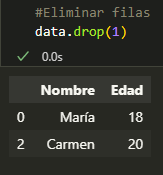 #Eliminar filas
data.drop(1)
0.0s
Nombre Edad
0 María 18
2 Carmen 20